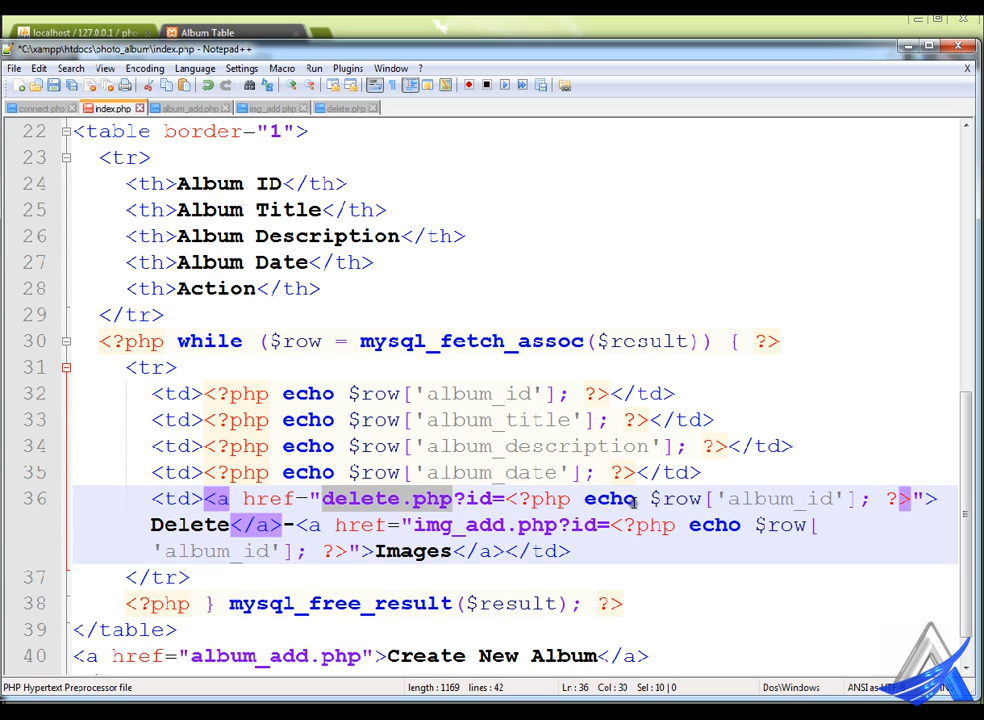 localhost / 127.0.0.1 / pho
Album Table
*C:\xampp\htdocs\photo_album\index.php - Notepad++
File Edit Search View Encoding Language Settings Macro Run Plugins Window ? X
connect.php index.php album_add.php img_add.php delete.php
22 <table border="1">
23 <tr>
24 <th>Album ID</th>
25 <th>Album Title</th>
26 <th>Album Description</th>
27 <th>Album Date</th>
28 <th>Action</th>
29 </tr>
30 <?php while ($row = mysql_fetch_assoc($result)) { ?>
31 <tr>
32 <td><?php echo $row['album_id']; ?></td>
33 <td><?php echo $row['album_title']; ?></td>
34 <td><?php echo $row['album_description']; ?></td>
35 <td><?php echo $row['album_date']; ?></td>
36 <td><a href="delete.php?id=<?php echo $row['album_id']; ?>">
Delete</a>-<a href="img_add.php?id=<?php echo $row[
'album_id']; ?>">Images</a></td>
37 </tr>
38 <?php } mysql_free_result($result); ?>
39 </table>
40 <a href="album_add.php">Create New Album</a>
PHP Hypertext Preprocessor file length : 1169 lines : 42 Ln : 36 Col : 30 Sel : 10 | 0 Dos\Windows ANSI as UTF-8